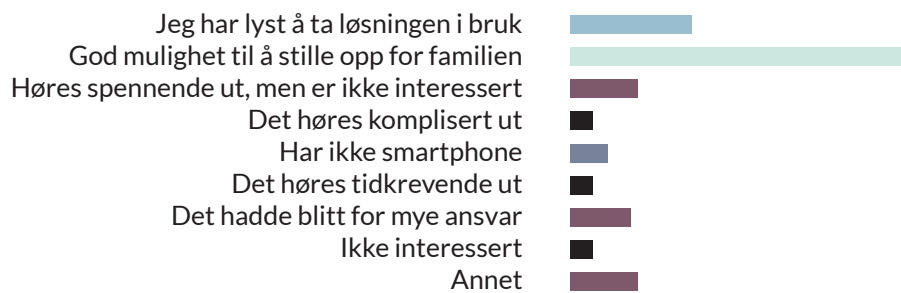 Jeg har lyst å ta løsningen i bruk
God mulighet til å stille opp for familien
Høres spennende ut, men er ikke interessert
Det høres komplisert ut
Har ikke smartphone
Det høres tidkrevende ut
Det hadde blitt for mye ansvar
Ikke interessert
Annet